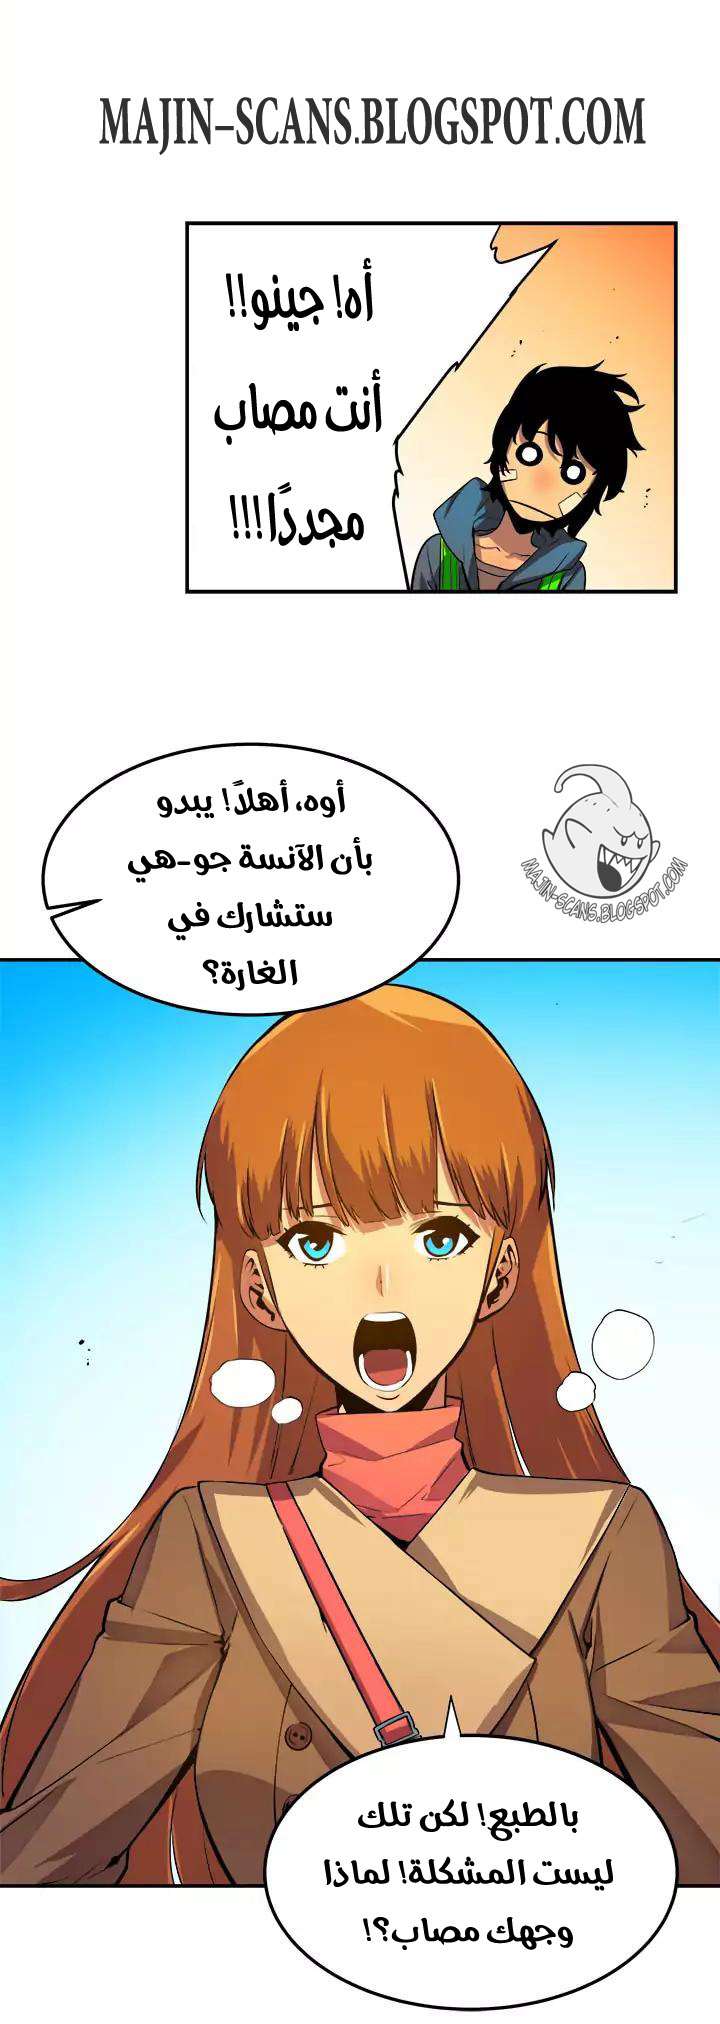 MAJIN-SCANS.BLOGSPOT.COM
أه! جينو!!
أنت مصاب
مجددًا!!!
أوه، أهلاً! يبدو
بأن الآنسة جو-هي
ستشارك في
الغارة؟
MAJIN-SCANS.BLOGSPOT.COM
بالطبع! لكن تلك
ليست المشكلة! لماذا
وجهك مصاب؟!